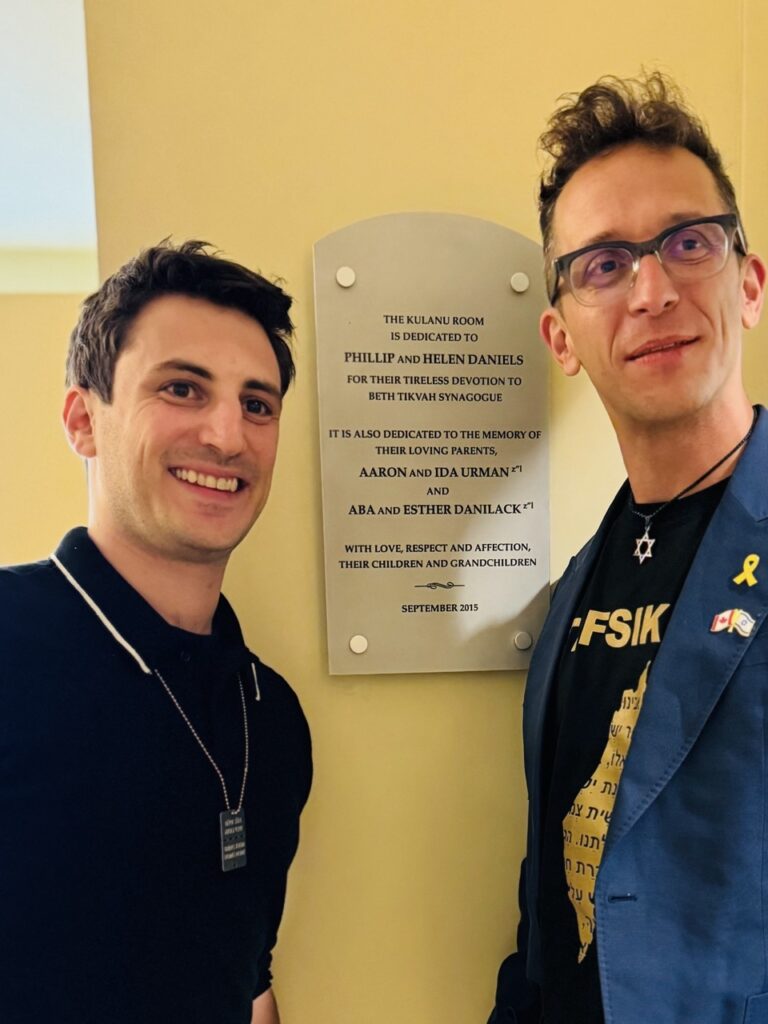 THE KULANU ROOM
IS DEDICATED TO
PHILLIP AND HELEN DANIELS
FOR THEIR TIRELESS DEVOTION TO
BETH TIKVAH SYNAGOGUE
IT IS ALSO DEDICATED TO THE MEMORY OF
THEIR LOVING PARENTS,
AARON AND IDA URMAN z"l
AND
ABA AND ESTHER DANILACK z"l
WITH LOVE, RESPECT AND AFFECTION,
THEIR CHILDREN AND GRANDCHILDREN
SEPTEMBER 2015
FSIK